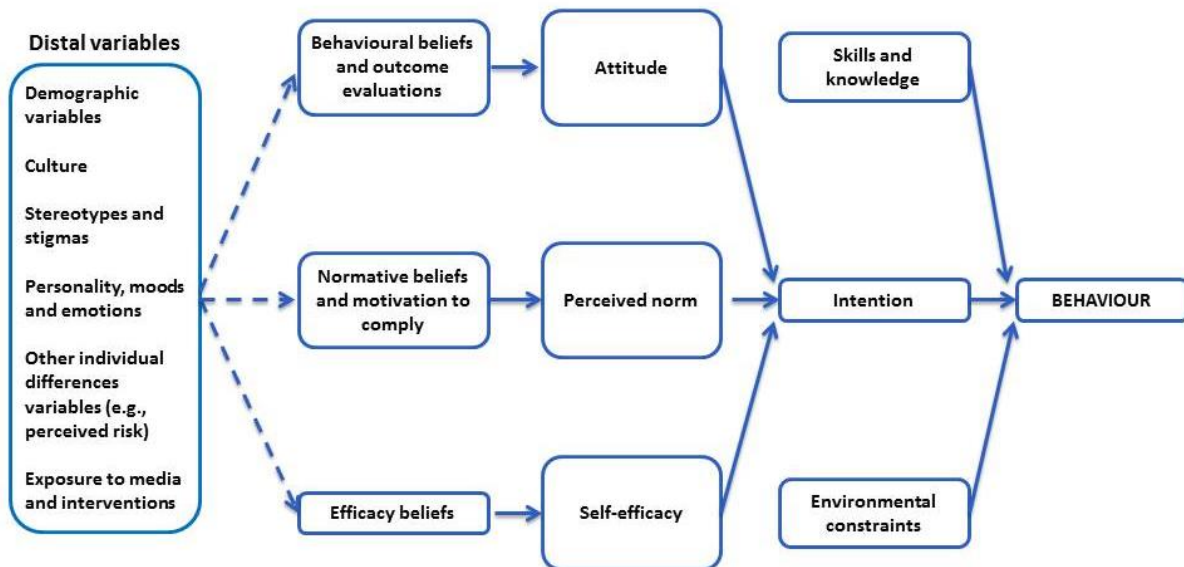 Distal variables
Demographic
variables
Culture
Stereotypes and
stigmas
Personality, moods
and emotions
Other individual
differences
variables (e.g.,
perceived risk)
Exposure to media
and interventions
Behavioural beliefs
and outcome
evaluations
Normative beliefs
and motivation to
comply
Efficacy beliefs
Attitude
Perceived norm
Self-efficacy
Skills and
knowledge
Intention
Environmental
constraints
BEHAVIOUR